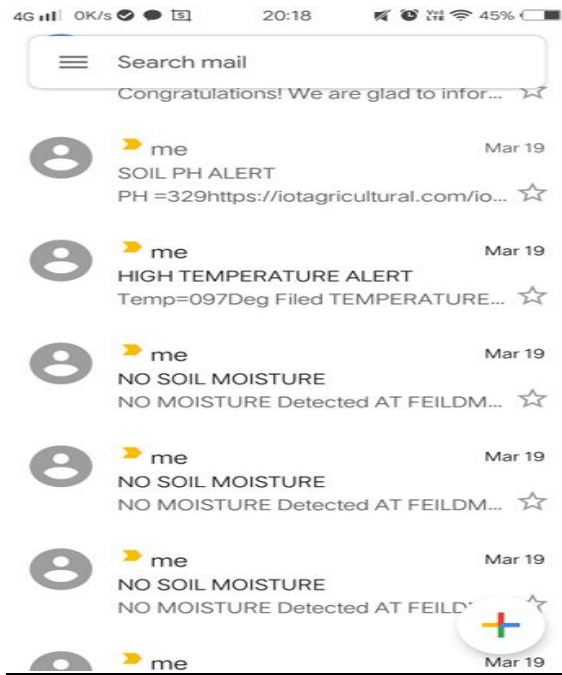 4G 0K/s 20:18 45%
Search mail
Congratulations! We are glad to infor...
me Mar 19
SOIL PH ALERT
PH =329https://iotagricultural.com/io...
me Mar 19
HIGH TEMPERATURE ALERT
Temp=097Deg Filed TEMPERATURE...
me Mar 19
NO SOIL MOISTURE
NO MOISTURE Detected AT FEILDM...
me Mar 19
NO SOIL MOISTURE
NO MOISTURE Detected AT FEILDM...
me Mar 19
NO SOIL MOISTURE
NO MOISTURE Detected AT FEILD
me Mar 19